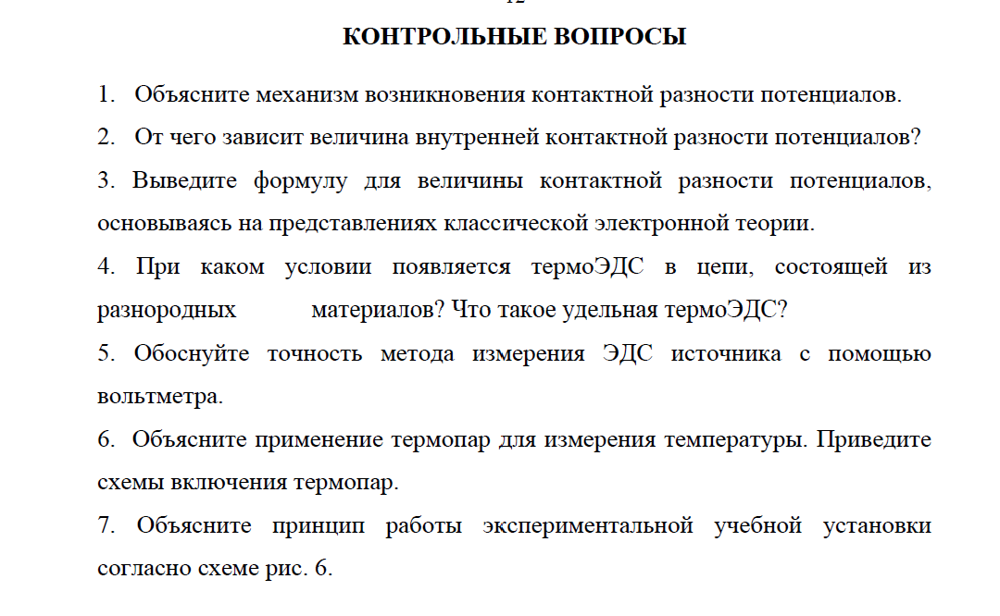 КОНТРОЛЬНЫЕ ВОПРОСЫ
1. Объясните механизм возникновения контактной разности потенциалов.
2. От чего зависит величина внутренней контактной разности потенциалов?
3. Выведите формулу для величины контактной разности потенциалов,
основываясь на представлениях классической электронной теории.
4. При каком условии появляется термоЭДС в цепи, состоящей из
разнородных материалов? Что такое удельная термоЭДС?
5. Обоснуйте точность метода измерения ЭДС источника с помощью
вольтметра.
6. Объясните применение термопар для измерения температуры. Приведите
схемы включения термопар.
7. Объясните принцип работы экспериментальной учебной установки
согласно схеме рис. 6.